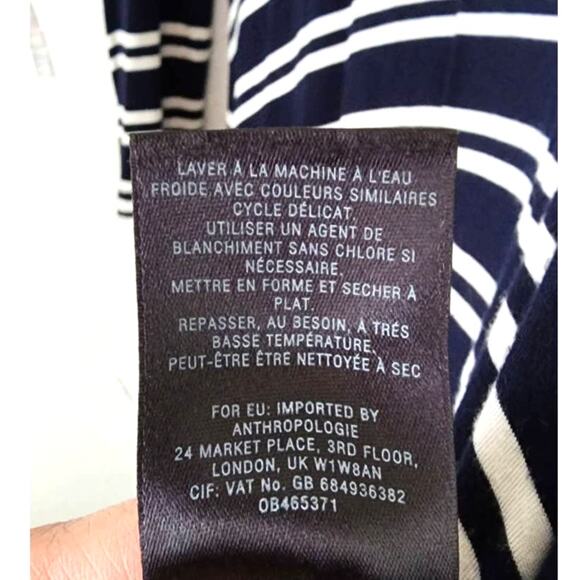 LAVER À LA MACHINE À L'EAU
FROIDE AVEC COULEURS SIMILAIRES
CYCLE DÉLICAT.
UTILISER UN AGENT DE
BLANCHIMENT SANS CHLORE SI
NÉCESSAIRE.
METTRE EN FORME ET SECHER À
PLAT.
REPASSER, AU BESOIN, À TRÉS
BASSE TEMPÉRATURE.
PEUT-ÊTRE ÊTRE NETTOYÉE À SEC
FOR EU: IMPORTED BY
ANTHROPOLOGIE
24 MARKET PLACE, 3RD FLOOR,
LONDON, UK W1W8AN
CIF: VAT No. GB 684936382
OB465371